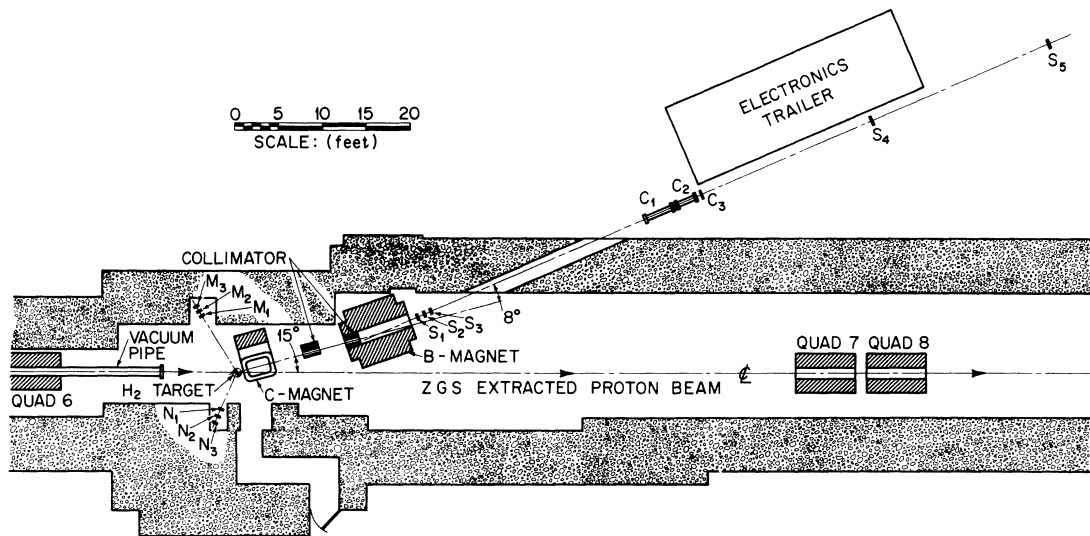 0 5 10 15 20
SCALE: (feet)
ELECTRONICS
TRAILER
S5
S4
C1
C2
C3
COLLIMATOR
M3
M2
M1
15°
8°
S1
S2
S3
B-MAGNET
VACUUM
PIPE
QUAD 6
H2 TARGET
C-MAGNET
ZGS EXTRACTED PROTON BEAM
℄
QUAD 7
QUAD 8
N1
N2
N3